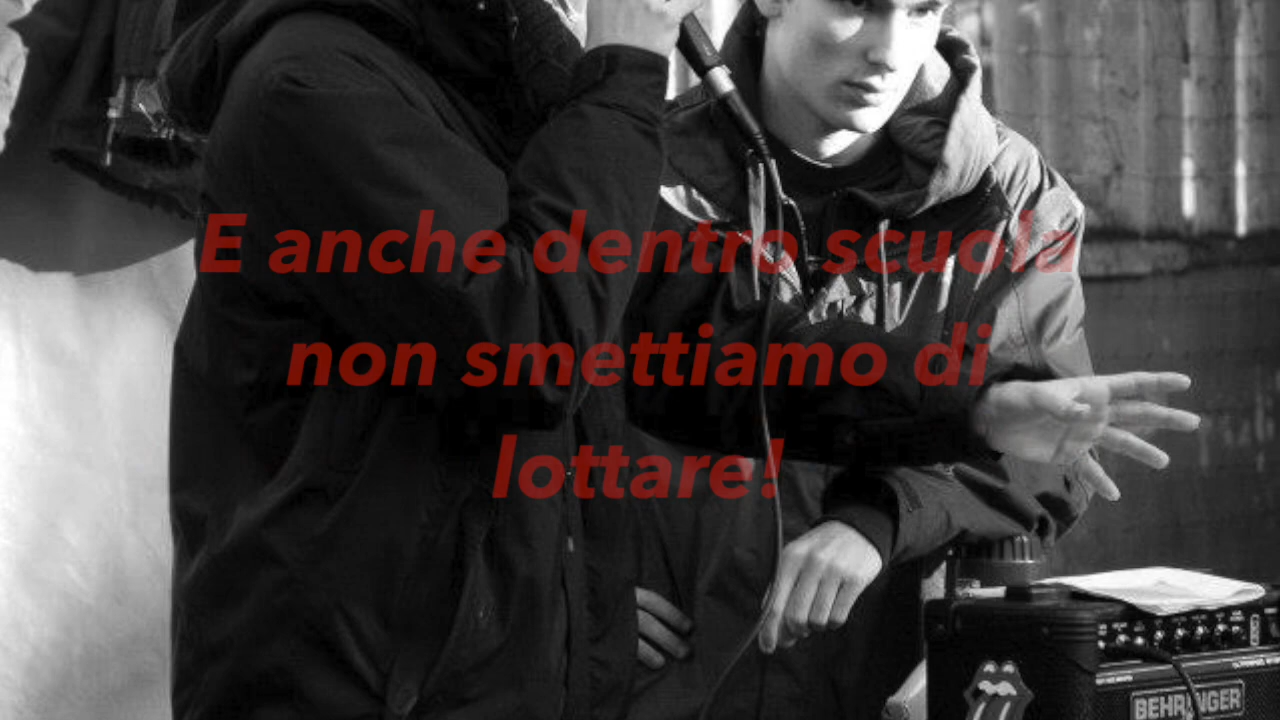 E anche dentro scuola
non smettiamo di
lottare!
BEHRINGER